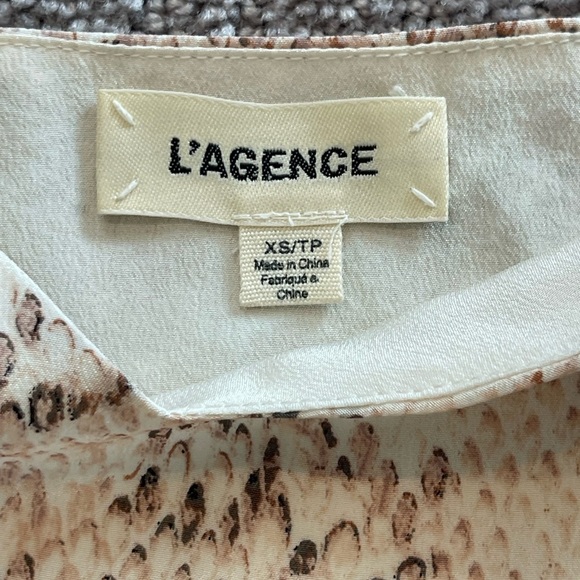 L'AGENCE
XS/TP
Made in China
Fabriqué a
Chine